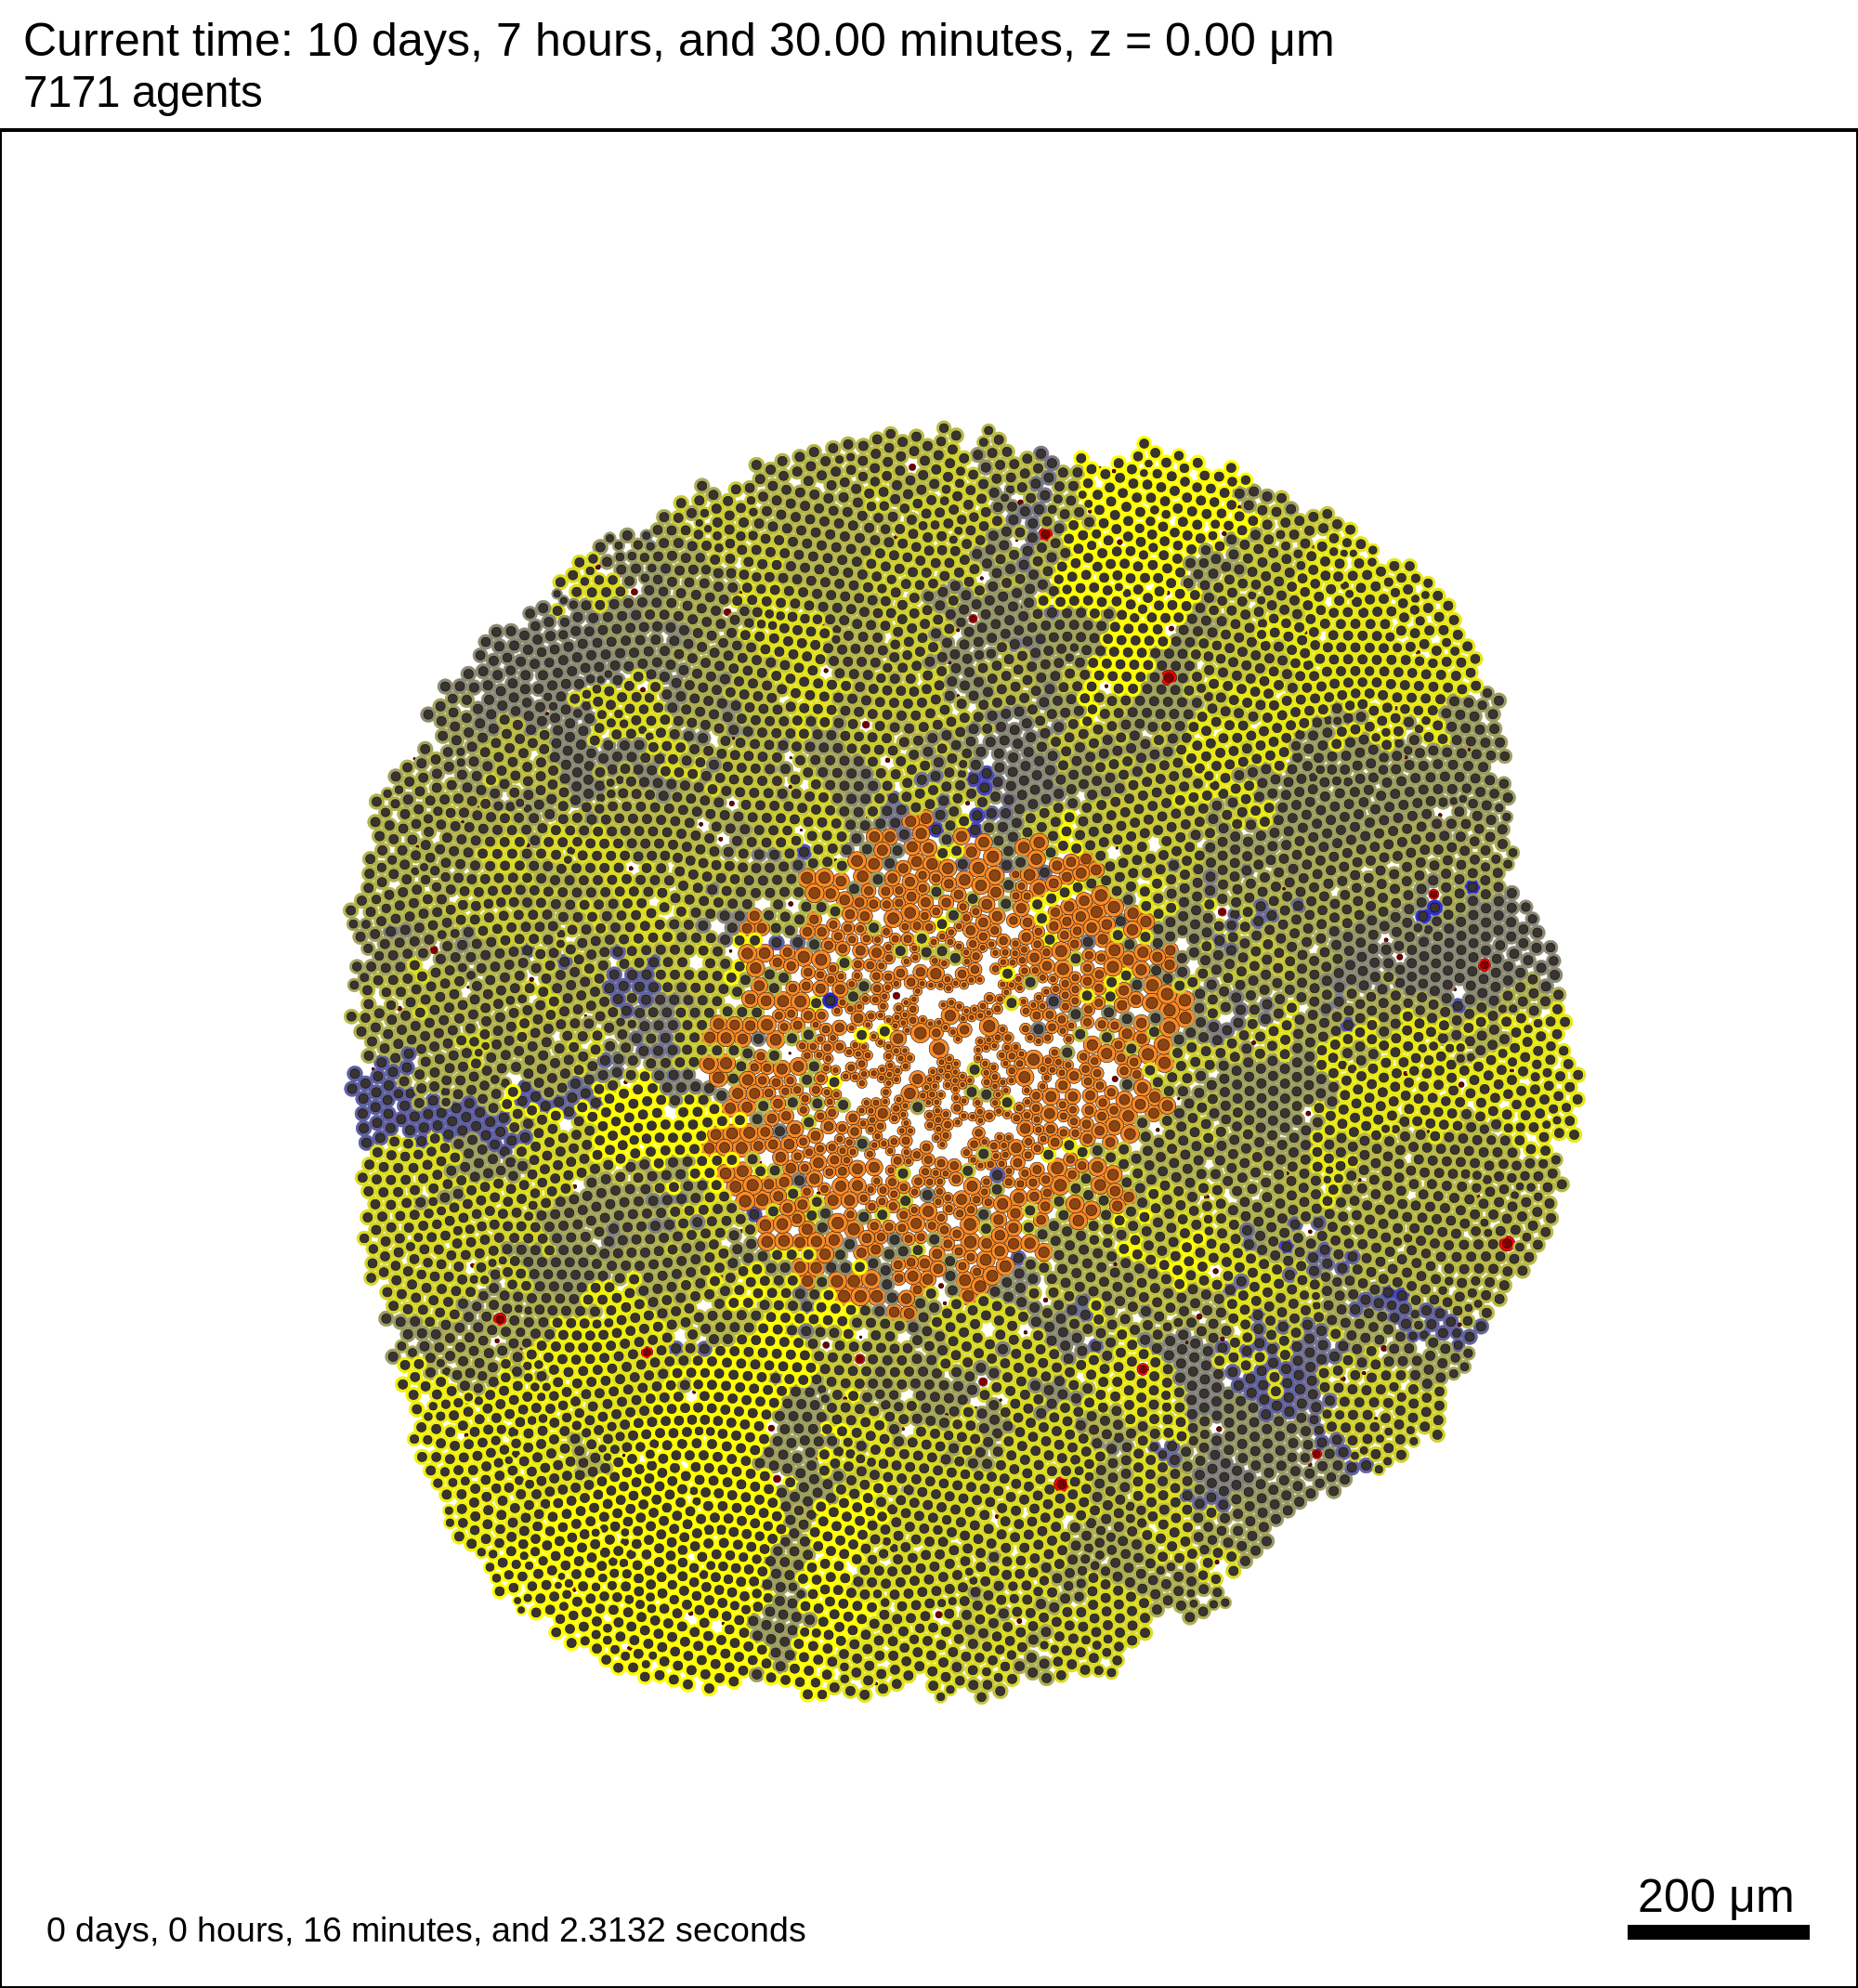 Current time: 10 days, 7 hours, and 30.00 minutes, z = 0.00 μm
7171 agents
200 μm
0 days, 0 hours, 16 minutes, and 2.3132 seconds